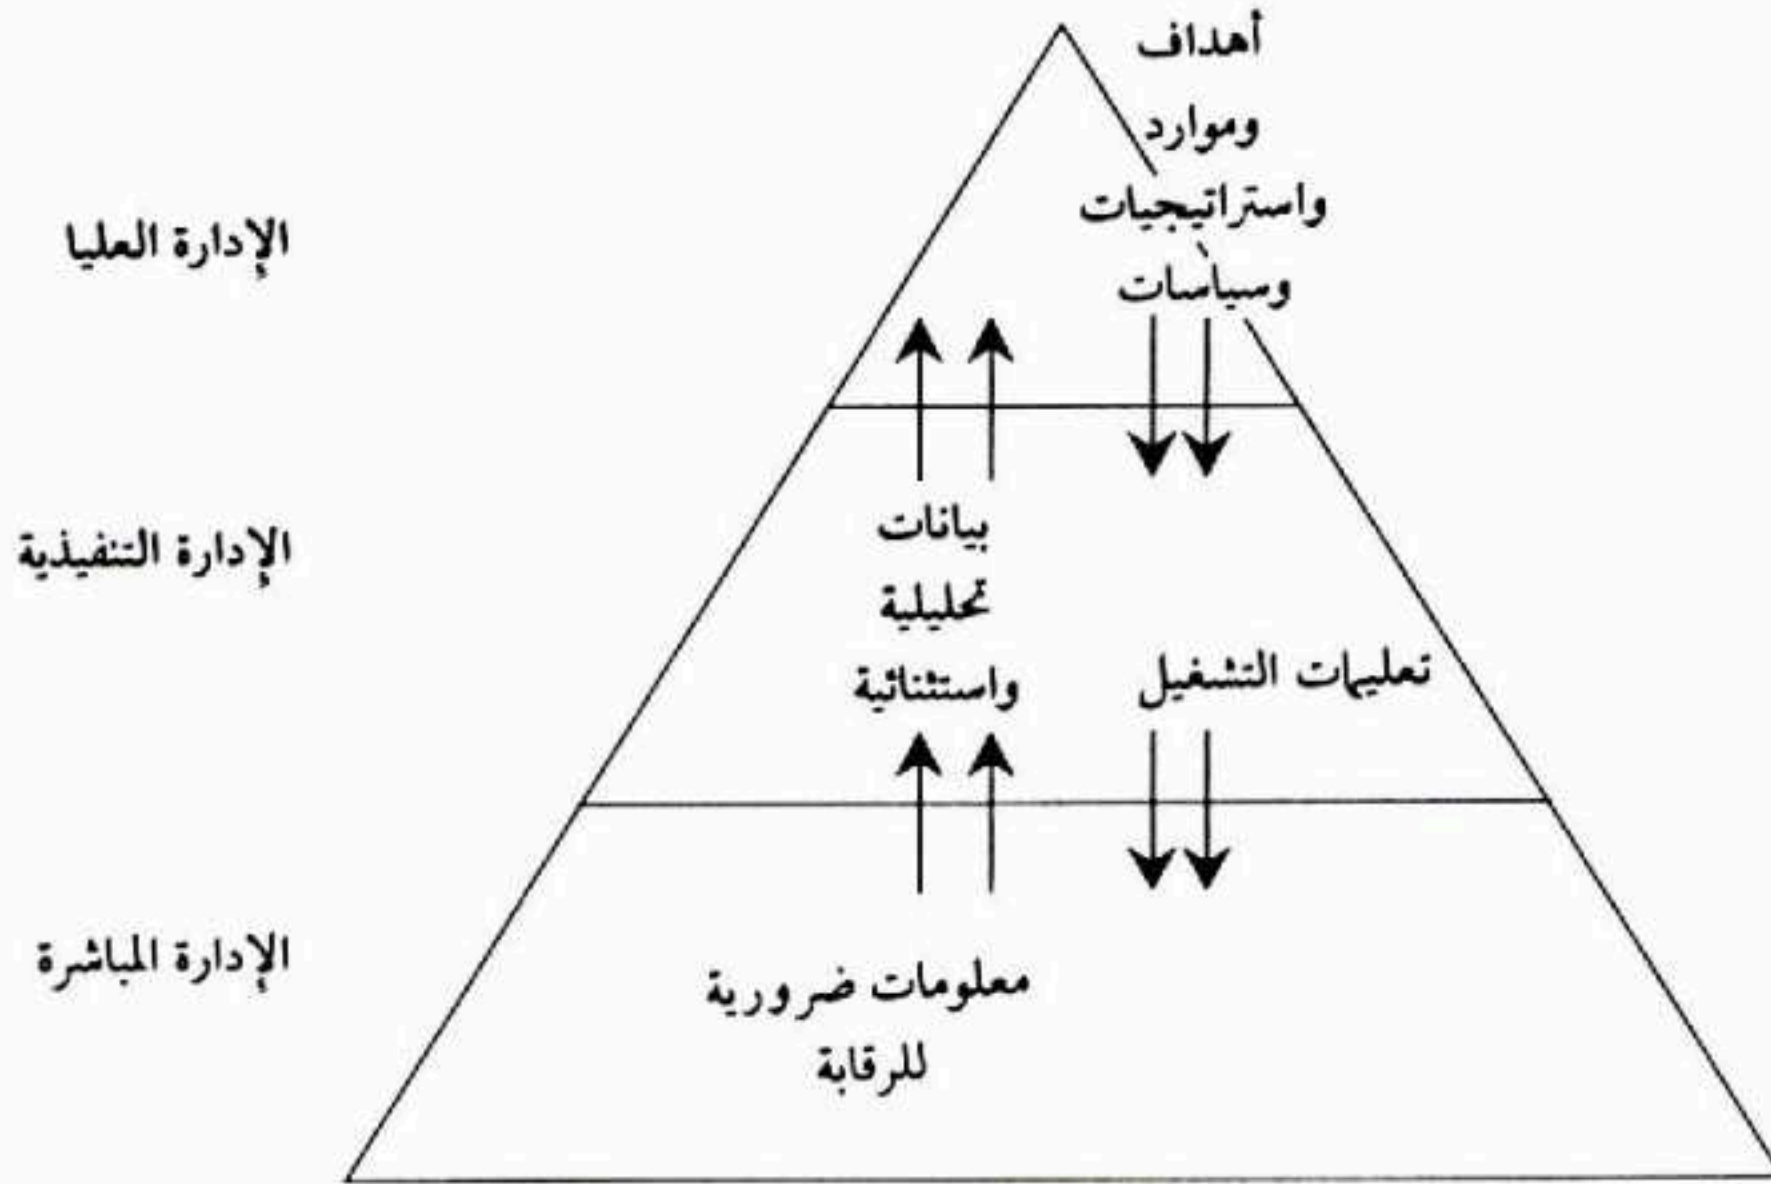 أهداف
وموارد
واستراتيجيات
وسياسات
الإدارة العليا
بيانات
تحليلية
واستثنائية
تعليمات التشغيل
الإدارة التنفيذية
معلومات ضرورية
للرقابة
الإدارة المباشرة